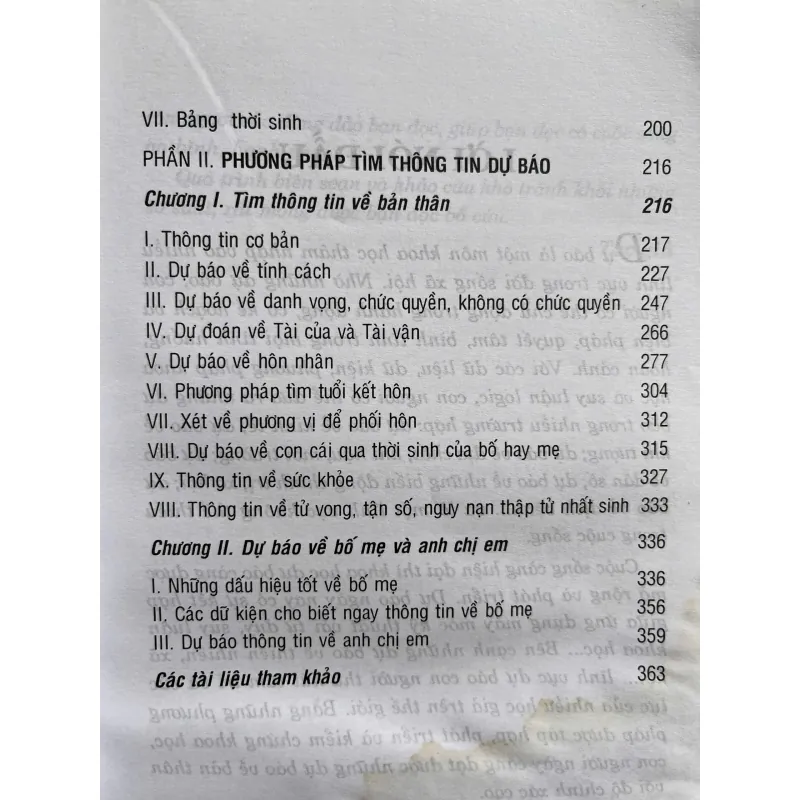 VII. Bảng thời sinh 200
PHẦN II. PHƯƠNG PHÁP TÌM THÔNG TIN DỰ BÁO 216
Chương I. Tìm thông tin về bản thân 216
I. Thông tin cơ bản 217
II. Dự báo về tính cách 227
III. Dự báo về danh vọng, chức quyền, không có chức quyền 247
IV. Dự đoán về Tài của và Tài vận 266
V. Dự báo về hôn nhân 277
VI. Phương pháp tìm tuổi kết hôn 304
VII. Xét về phương vị để phối hôn 312
VIII. Dự báo về con cái qua thời sinh của bố hay mẹ 315
IX. Thông tin về sức khỏe 327
VIII. Thông tin về tử vong, tận số, nguy nạn thập tử nhất sinh 333
Chương II. Dự báo về bố mẹ và anh chị em 336
I. Những dấu hiệu tốt về bố mẹ 336
II. Các dữ kiện cho biết ngay thông tin về bố mẹ 356
III. Dự báo thông tin về anh chị em 359
Các tài liệu tham khảo 363